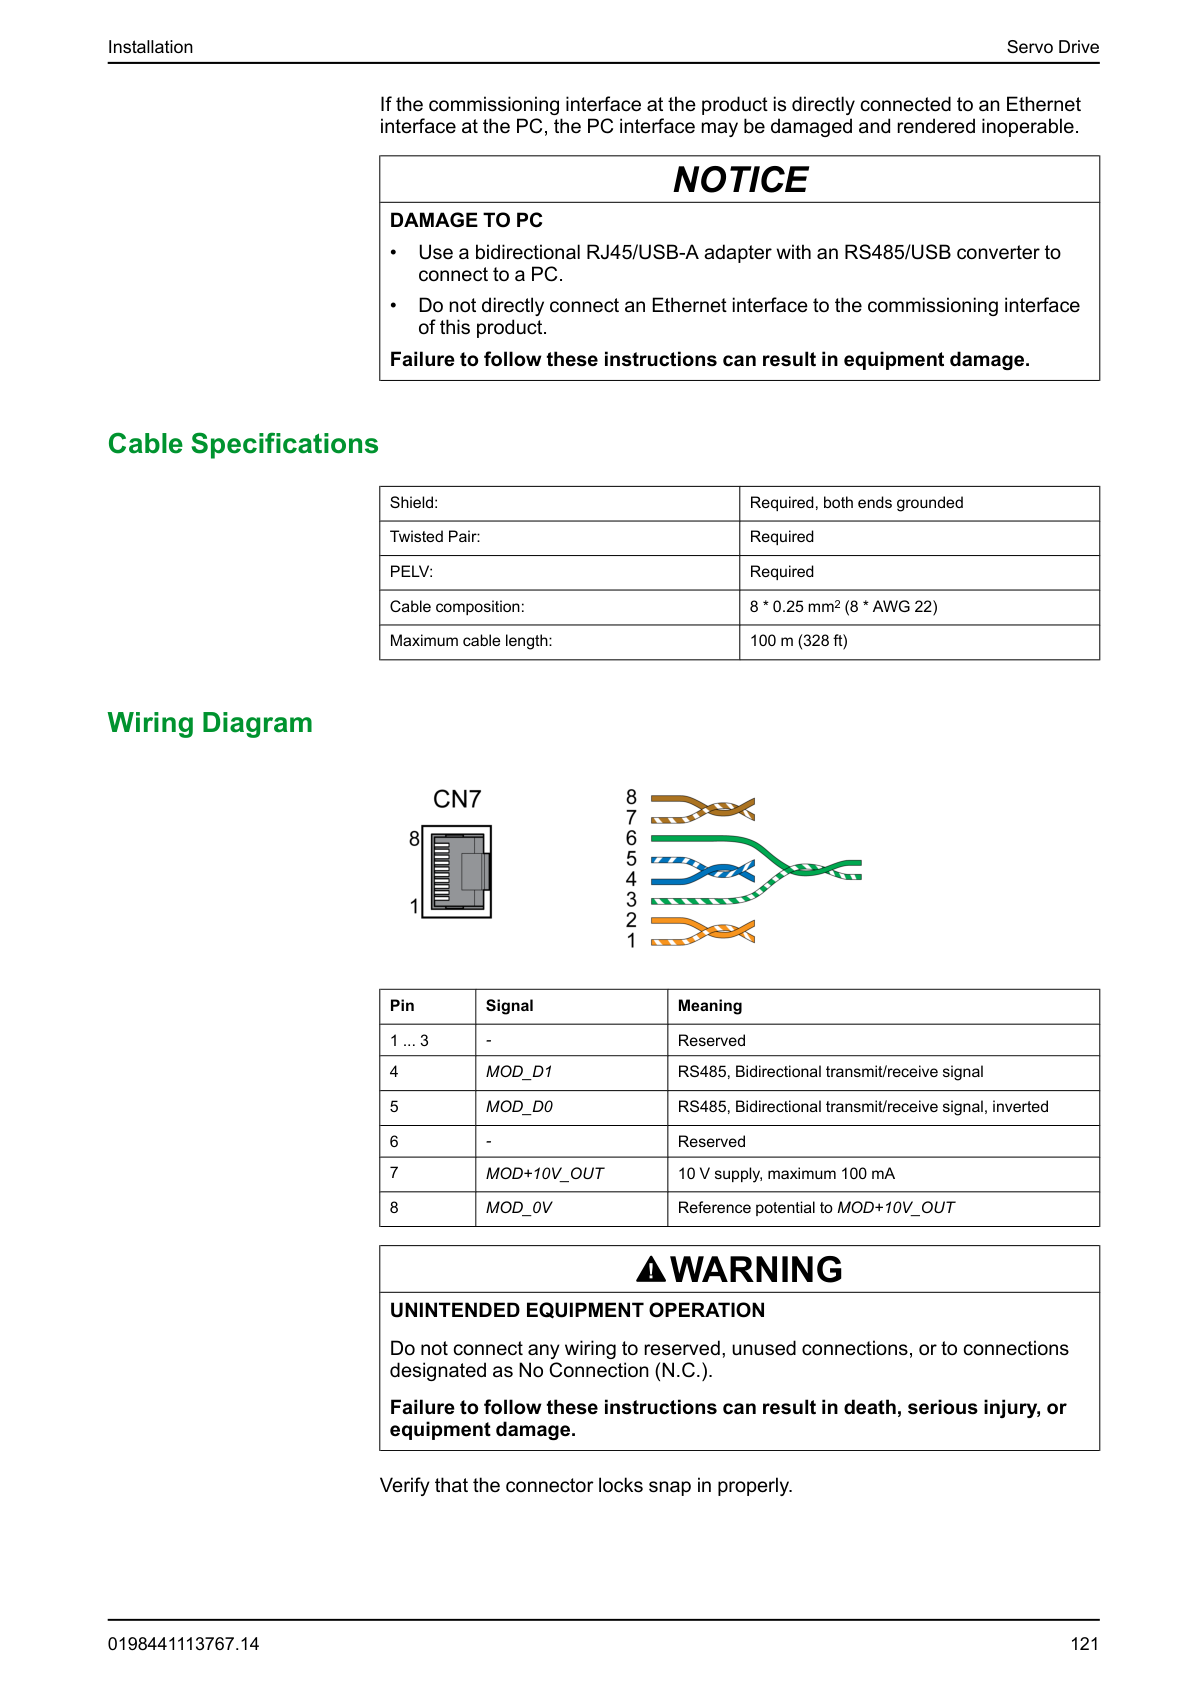 Installation
Servo Drive
If the commissioning interface at the product is directly connected to an Ethernet
interface at the PC, the PC interface may be damaged and rendered inoperable.
NOTICE
DAMAGE TO PC
• Use a bidirectional RJ45/USB-A adapter with an RS485/USB converter to
connect to a PC.
• Do not directly connect an Ethernet interface to the commissioning interface
of this product.
Failure to follow these instructions can result in equipment damage.
Cable Specifications
Shield: Required, both ends grounded
Twisted Pair: Required
PELV: Required
Cable composition: 8 * 0.25 mm² (8 * AWG 22)
Maximum cable length: 100 m (328 ft)
Wiring Diagram
CN7
8
1
8
7
6
5
4
3
2
1
Pin Signal Meaning
1 ... 3 - Reserved
4 MOD_D1 RS485, Bidirectional transmit/receive signal
5 MOD_D0 RS485, Bidirectional transmit/receive signal, inverted
6 - Reserved
7 MOD+10V_OUT 10 V supply, maximum 100 mA
8 MOD_0V Reference potential to MOD+10V_OUT
WARNING
UNINTENDED EQUIPMENT OPERATION
Do not connect any wiring to reserved, unused connections, or to connections
designated as No Connection (N.C.).
Failure to follow these instructions can result in death, serious injury, or
equipment damage.
Verify that the connector locks snap in properly.
0198441113767.14
121